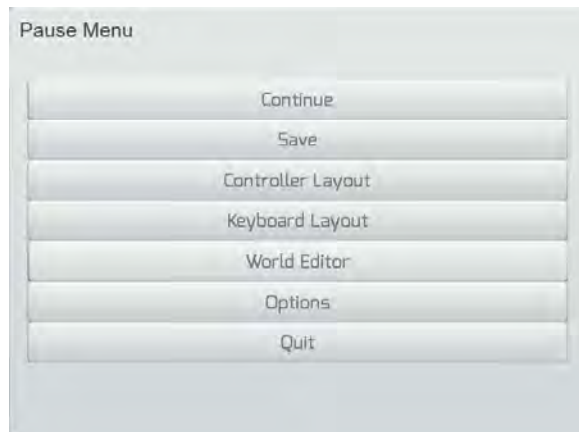 Pause Menu
Continue
Save
Controller Layout
Keyboard Layout
World Editor
Options
Quit